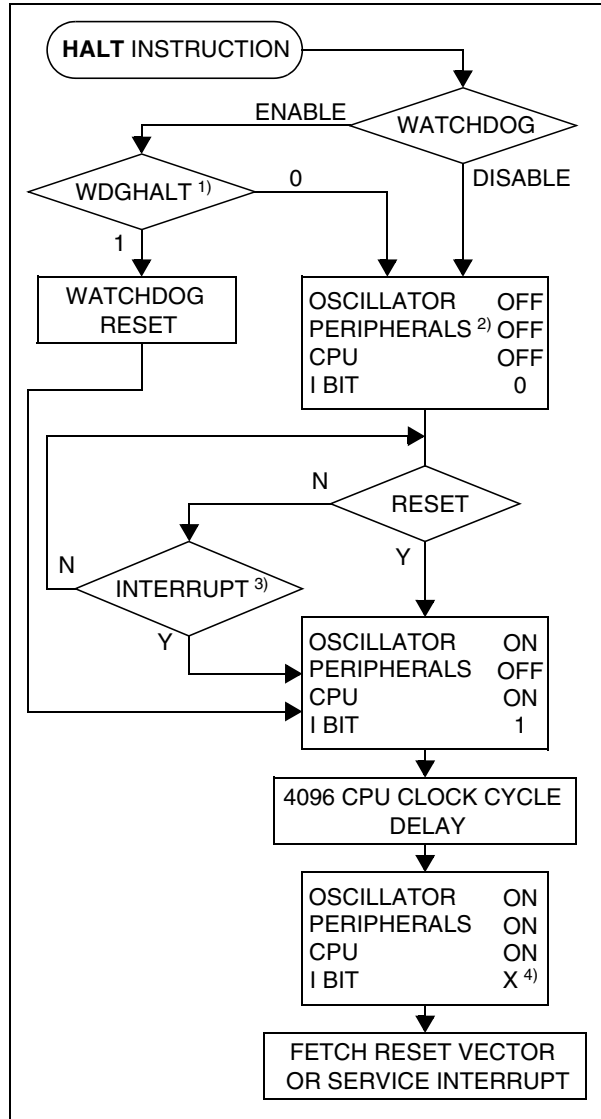 HALT INSTRUCTION
ENABLE
WATCHDOG
WDGHALT 1)
0
DISABLE
1
WATCHDOG
RESET
OSCILLATOR OFF
PERIPHERALS 2) OFF
CPU OFF
I BIT 0
N
RESET
Y
N
INTERRUPT 3)
Y
OSCILLATOR ON
PERIPHERALS OFF
CPU ON
I BIT 1
4096 CPU CLOCK CYCLE
DELAY
OSCILLATOR ON
PERIPHERALS ON
CPU ON
I BIT X 4)
FETCH RESET VECTOR
OR SERVICE INTERRUPT